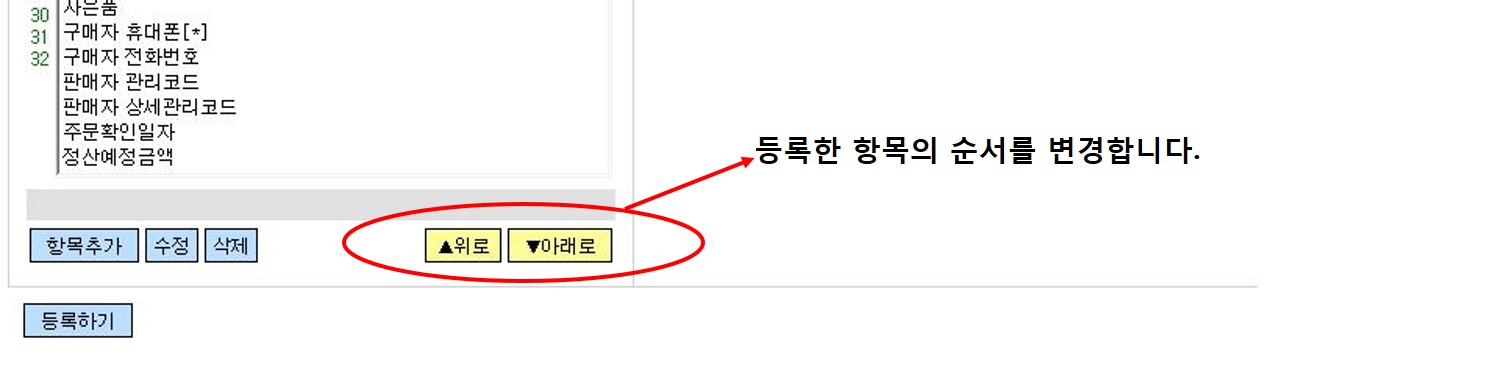 30 사은품
31 구매자 휴대폰[*]
32 구매자 전화번호
판매자 관리코드
판매자 상세관리코드
주문확인일자
정산예정금액
등록한 항목의 순서를 변경합니다.
항목추가 수정 삭제 ▲위로 ▼아래로
등록하기